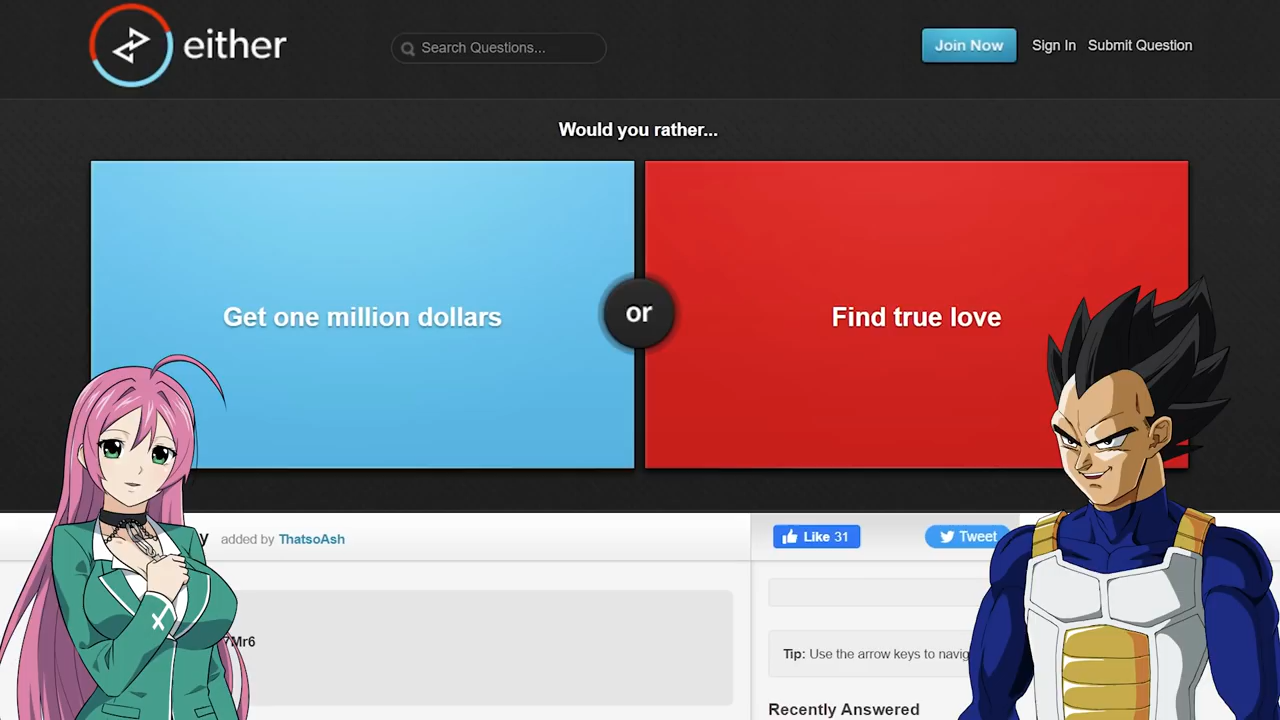 either
Search Questions...
Join Now
Sign In
Submit Question
Would you rather...
Get one million dollars
or
Find true love
y added by ThatsoAsh
Like 31
Tweet
7Mr6
Tip: Use the arrow keys to navig
Recently Answered